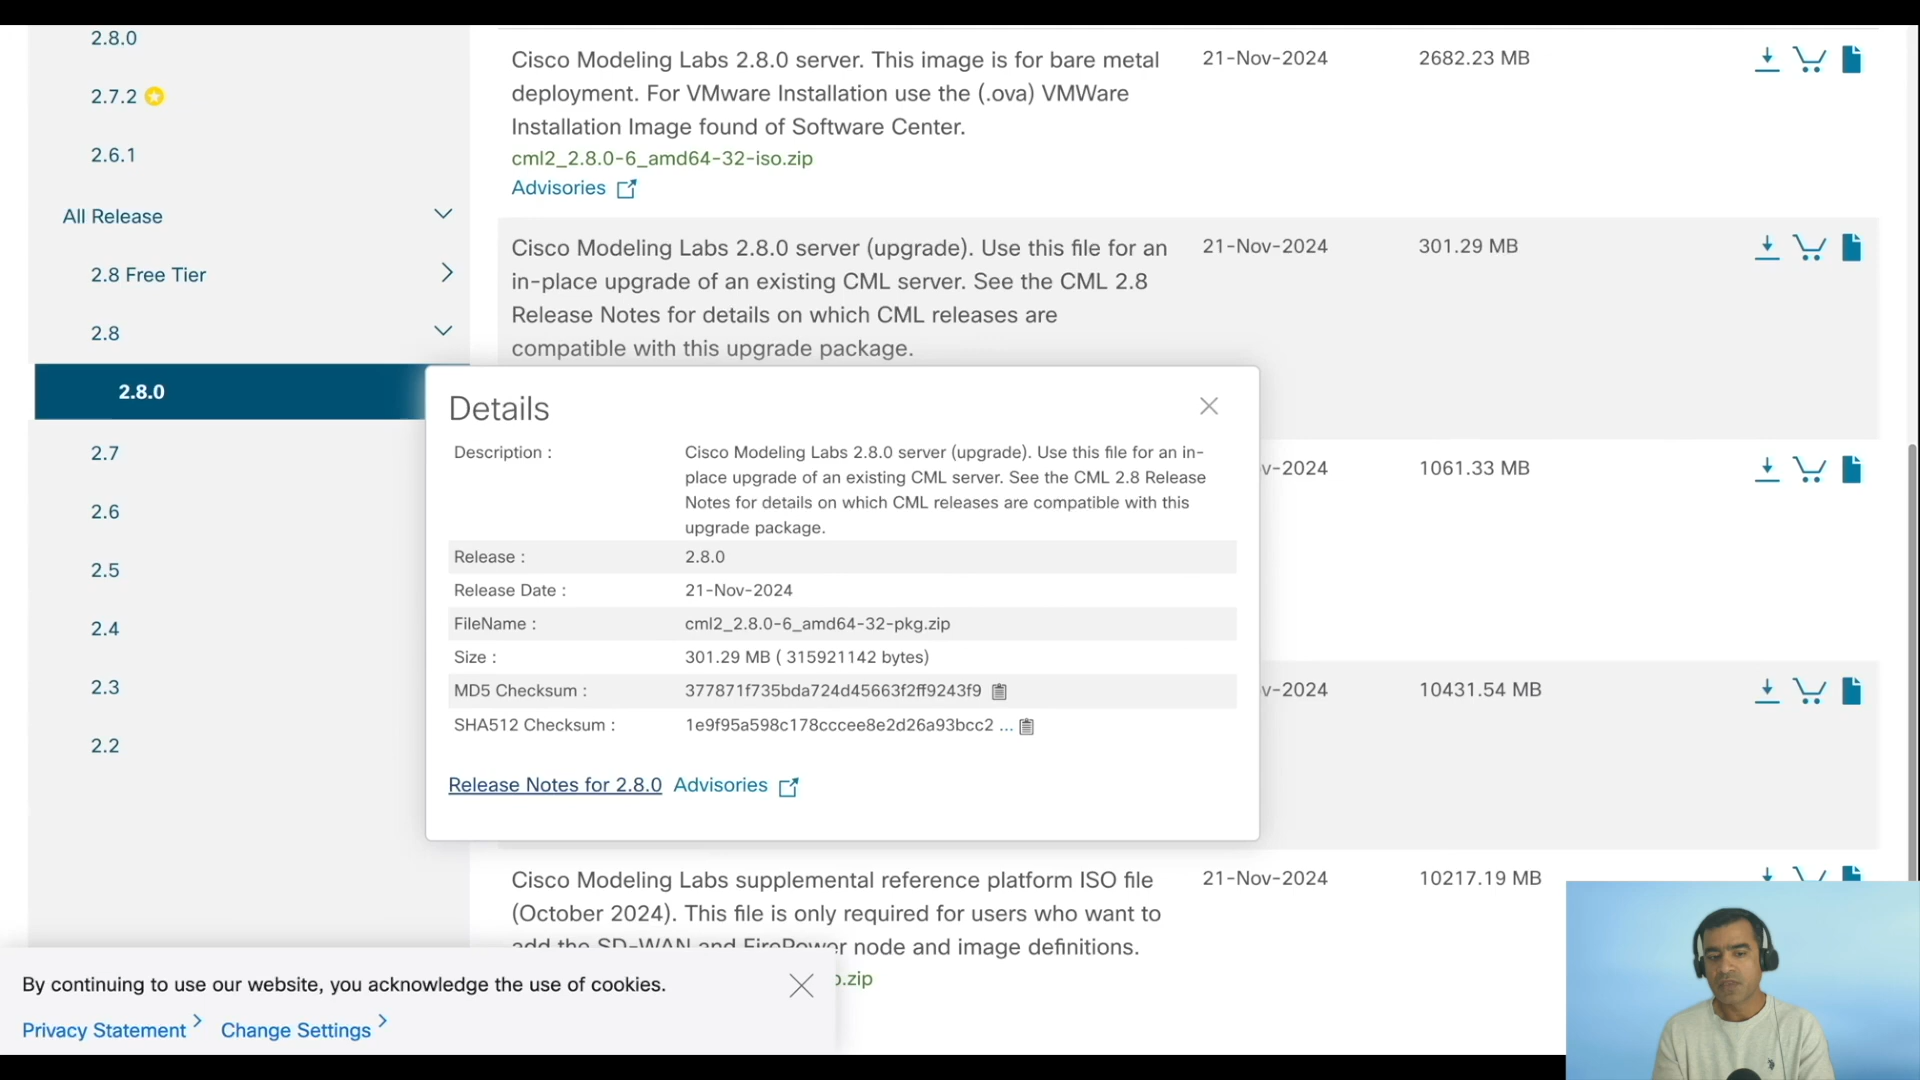 2.8.0
2.7.2
2.6.1
All Release
2.8 Free Tier
2.8
2.8.0
2.7
2.6
2.5
2.4
2.3
2.2
Cisco Modeling Labs 2.8.0 server. This image is for bare metal
deployment. For VMware Installation use the (.ova) VMWare
Installation Image found of Software Center.
cml2_2.8.0-6_amd64-32-iso.zip
Advisories
21-Nov-2024
2682.23 MB
Cisco Modeling Labs 2.8.0 server (upgrade). Use this file for an
in-place upgrade of an existing CML server. See the CML 2.8
Release Notes for details on which CML releases are
compatible with this upgrade package.
21-Nov-2024
301.29 MB
v-2024
1061.33 MB
v-2024
10431.54 MB
Details
Description :
Cisco Modeling Labs 2.8.0 server (upgrade). Use this file for an in-
place upgrade of an existing CML server. See the CML 2.8 Release
Notes for details on which CML releases are compatible with this
upgrade package.
Release : 2.8.0
Release Date : 21-Nov-2024
FileName : cml2_2.8.0-6_amd64-32-pkg.zip
Size : 301.29 MB ( 315921142 bytes)
MD5 Checksum : 377871f735bda724d45663f2ff9243f9
SHA512 Checksum : 1e9f95a598c178cccee8e2d26a93bcc2 ...
Release Notes for 2.8.0 Advisories
Cisco Modeling Labs supplemental reference platform ISO file
(October 2024). This file is only required for users who want to
add the SD-WAN and FirePower node and image definitions.
.zip
21-Nov-2024
10217.19 MB
By continuing to use our website, you acknowledge the use of cookies.
Privacy Statement Change Settings